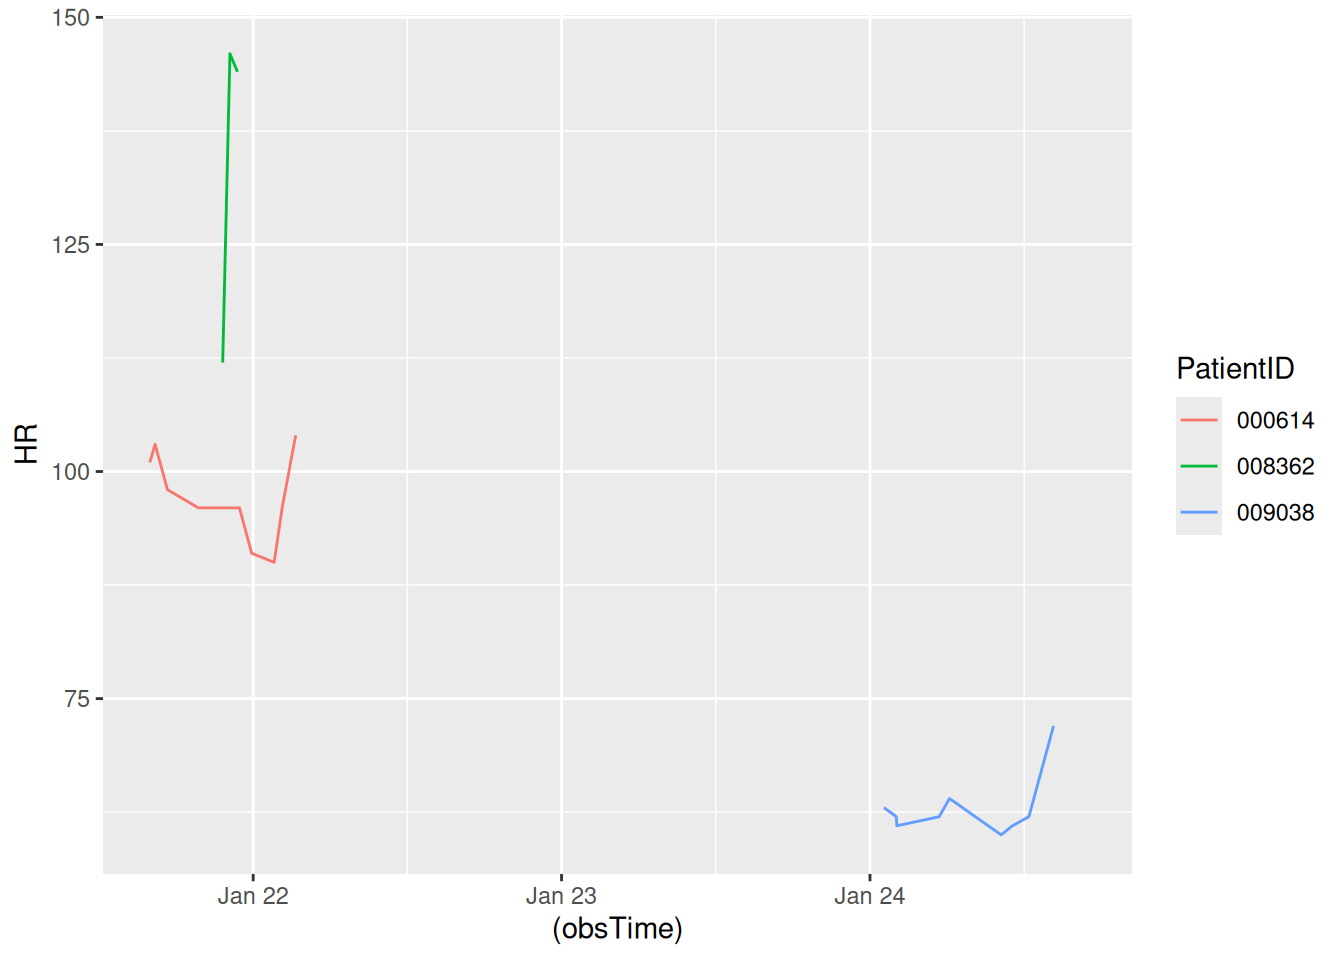 150
125
100
75
HR
Jan 22
Jan 23
Jan 24
(obsTime)
PatientID
000614
008362
009038